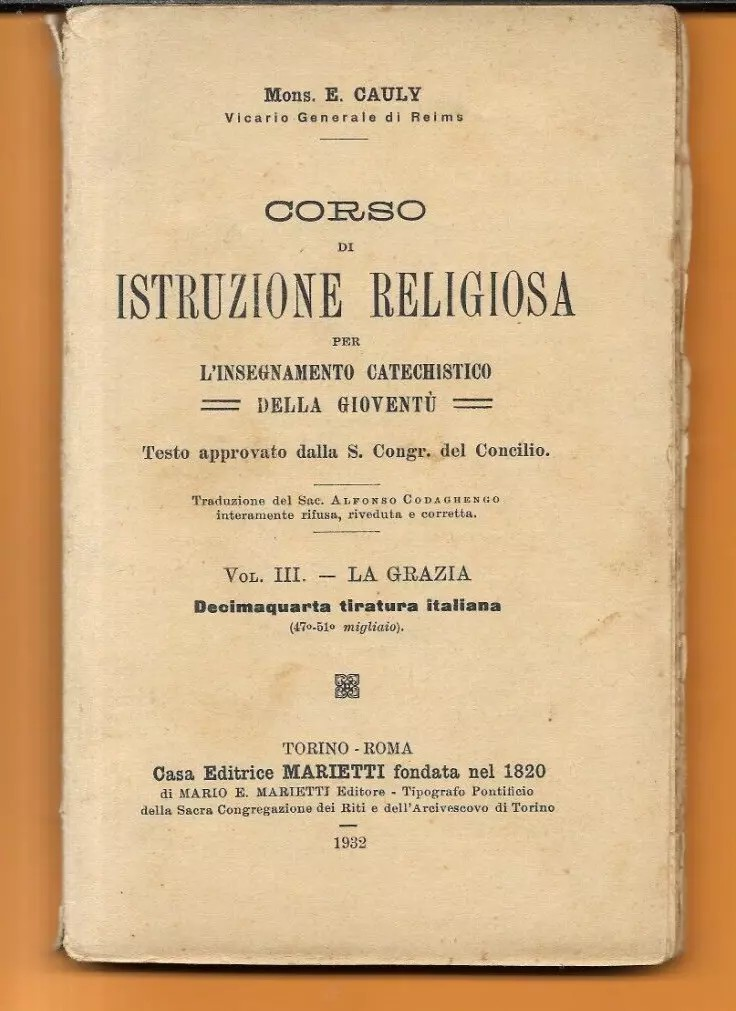 Mons. E. CAULY
Vicario Generale di Reims
CORSO
DI
ISTRUZIONE RELIGIOSA
PER
L'INSEGNAMENTO CATECHISTICO
DELLA GIOVENTÙ
Testo approvato dalla S. Congr. del Concilio.
Traduzione del Sac. ALFONSO CODAGHENGO
interamente rifusa, riveduta e corretta.
VOL. III. — LA GRAZIA
Decimaquarta tiratura italiana
(47º-51º migliaio).
TORINO - ROMA
Casa Editrice MARIETTI fondata nel 1820
di MARIO E. MARIETTI Editore - Tipografo Pontificio
della Sacra Congregazione dei Riti e dell'Arcivescovo di Torino
1932